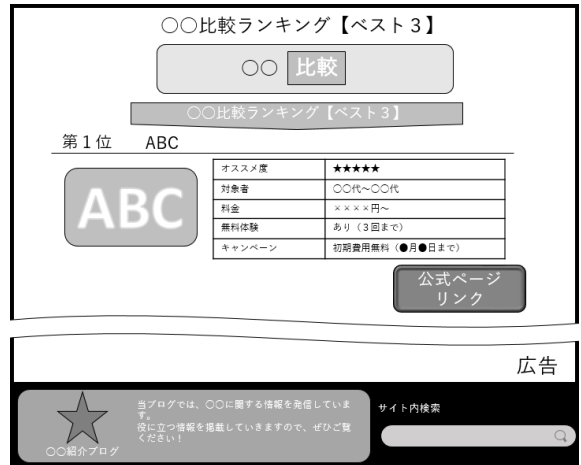 ○○比較ランキング【ベスト3】
○○ 比較
○○比較ランキング【ベスト3】
第1位 ABC
ABC
オススメ度 ★★★★★
対象者 ○○代~○○代
料金 ××××円~
無料体験 あり(3回まで)
キャンペーン 初期費用無料(●月●日まで)
公式ページ
リンク
広告
当ブログでは、○○に関する情報を発信していま
す。
役に立つ情報を掲載していきますので、ぜひご覧
ください!
○○紹介ブログ
サイト内検索